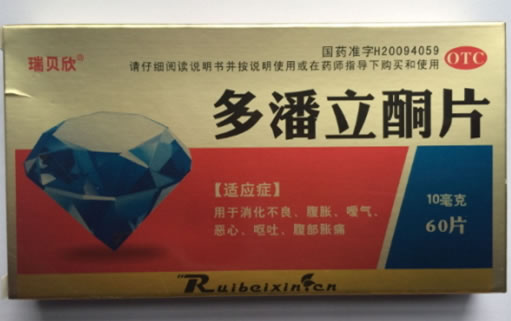 国药准字H20094059
瑞贝欣®
请仔细阅读说明书并按说明使用或在药师指导下购买和使用
OTC
多潘立酮片
【适应症】
用于消化不良、腹胀、嗳气、
恶心、呕吐、腹部胀痛
10毫克
60片
Ruibeixin